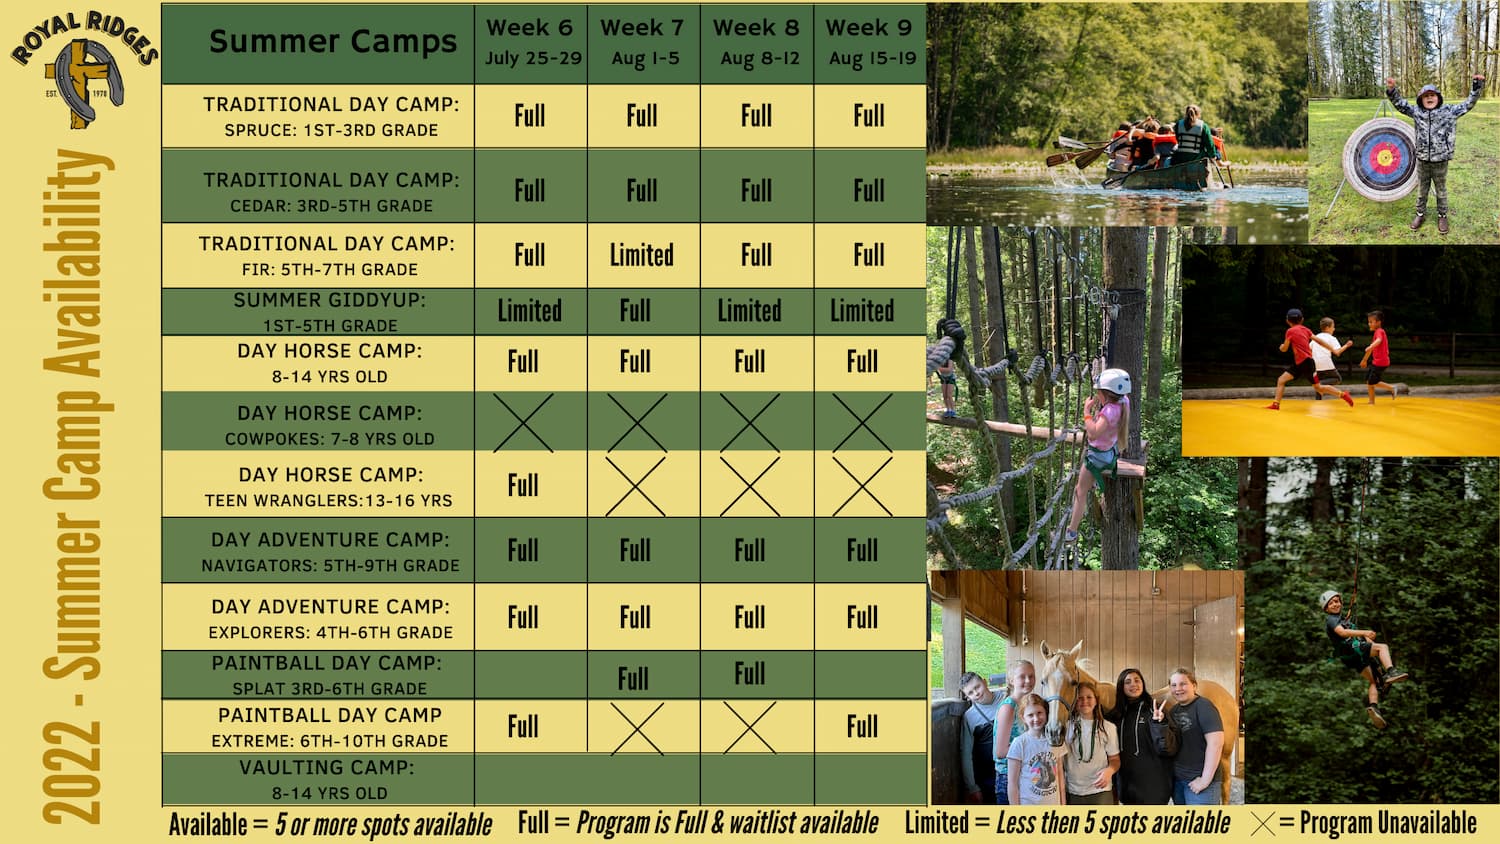 ROYAL RIDGES
EST. 1978
2022 - Summer Camp Availability
Summer Camps
Week 6
July 25-29
Week 7
Aug 1-5
Week 8
Aug 8-12
Week 9
Aug 15-19
TRADITIONAL DAY CAMP:
SPRUCE: 1ST-3RD GRADE
Full Full Full Full
TRADITIONAL DAY CAMP:
CEDAR: 3RD-5TH GRADE
Full Full Full Full
TRADITIONAL DAY CAMP:
FIR: 5TH-7TH GRADE
Full Limited Full Full
SUMMER GIDDYUP:
1ST-5TH GRADE
Limited Full Limited Limited
DAY HORSE CAMP:
8-14 YRS OLD
Full Full Full Full
DAY HORSE CAMP:
COWPOKES: 7-8 YRS OLD
DAY HORSE CAMP:
TEEN WRANGLERS:13-16 YRS
Full
DAY ADVENTURE CAMP:
NAVIGATORS: 5TH-9TH GRADE
Full Full Full Full
DAY ADVENTURE CAMP:
EXPLORERS: 4TH-6TH GRADE
Full Full Full Full
PAINTBALL DAY CAMP:
SPLAT 3RD-6TH GRADE
Full Full
PAINTBALL DAY CAMP
EXTREME: 6TH-10TH GRADE
Full Full
VAULTING CAMP:
8-14 YRS OLD
Available = 5 or more spots available Full = Program is Full & waitlist available Limited = Less then 5 spots available = Program Unavailable